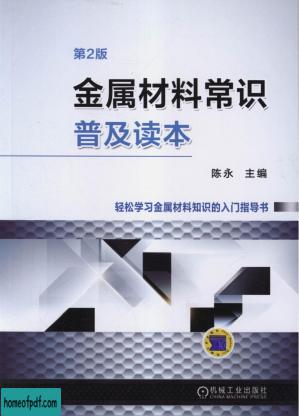 第2版
金属材料常识
普及读本
陈永 主编
轻松学习金属材料知识的入门指导书
机械工业出版社
CHINA MACHINE PRESS
homeofpdf.com